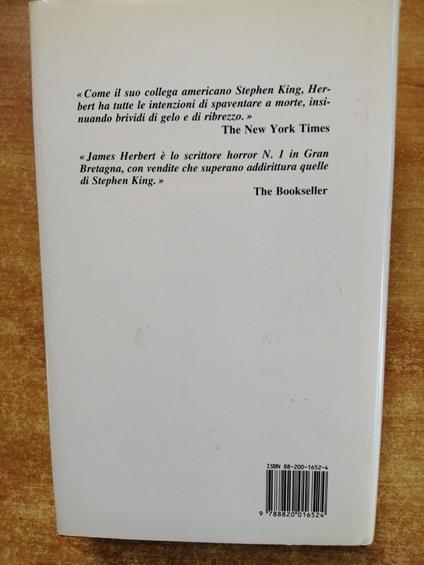 « Come il suo collega americano Stephen King, Her-
bert ha tutte le intenzioni di spaventare a morte, insi-
nuando brividi di gelo e di ribrezzo. »
The New York Times
« James Herbert è lo scrittore horror N. 1 in Gran
Bretagna, con vendite che superano addirittura quelle
di Stephen King. »
The Bookseller
ISBN 88-200-1652-4
9 788820 016524